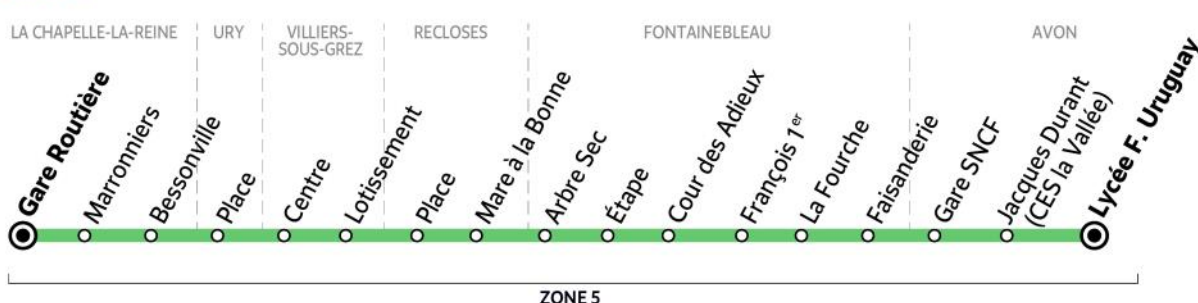 LA CHAPELLE-LA-REINE
URY
VILLIERS-
SOUS-GREZ
RECLOSES
FONTAINEBLEAU
AVON
Gare Routière
Marronniers
Bessonville
Place
Centre
Lotissement
Place
Mare à la Bonne
Arbre Sec
Étape
Cour des Adieux
François 1er
La Fourche
Faisanderie
Gare SNCF
Jacques Durant
(CES la Vallée)
Lycée F. Uruguay
ZONE 5